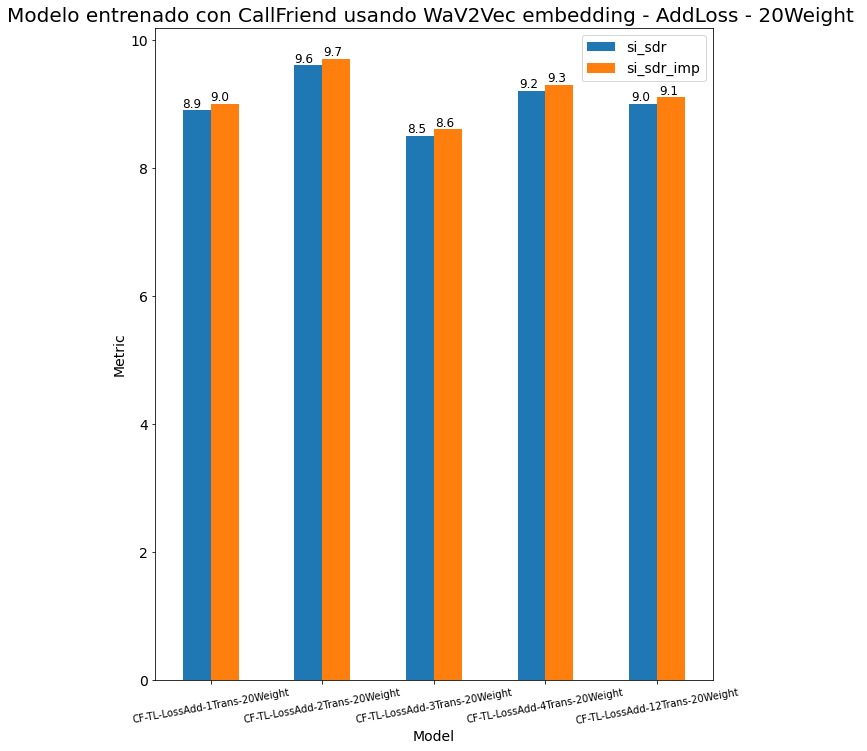 Modelo entrenado con CallFriend usando WaV2Vec embedding - AddLoss - 20Weight
si_sdr
si_sdr_imp
10
8
6
4
2
0
Metric
8.9 9.0
9.6 9.7
8.5 8.6
9.2 9.3
9.0 9.1
CF-TL-LossAdd-1Trans-20Weight
CF-TL-LossAdd-2Trans-20Weight
CF-TL-LossAdd-3Trans-20Weight
CF-TL-LossAdd-4Trans-20Weight
CF-TL-LossAdd-12Trans-20Weight
Model